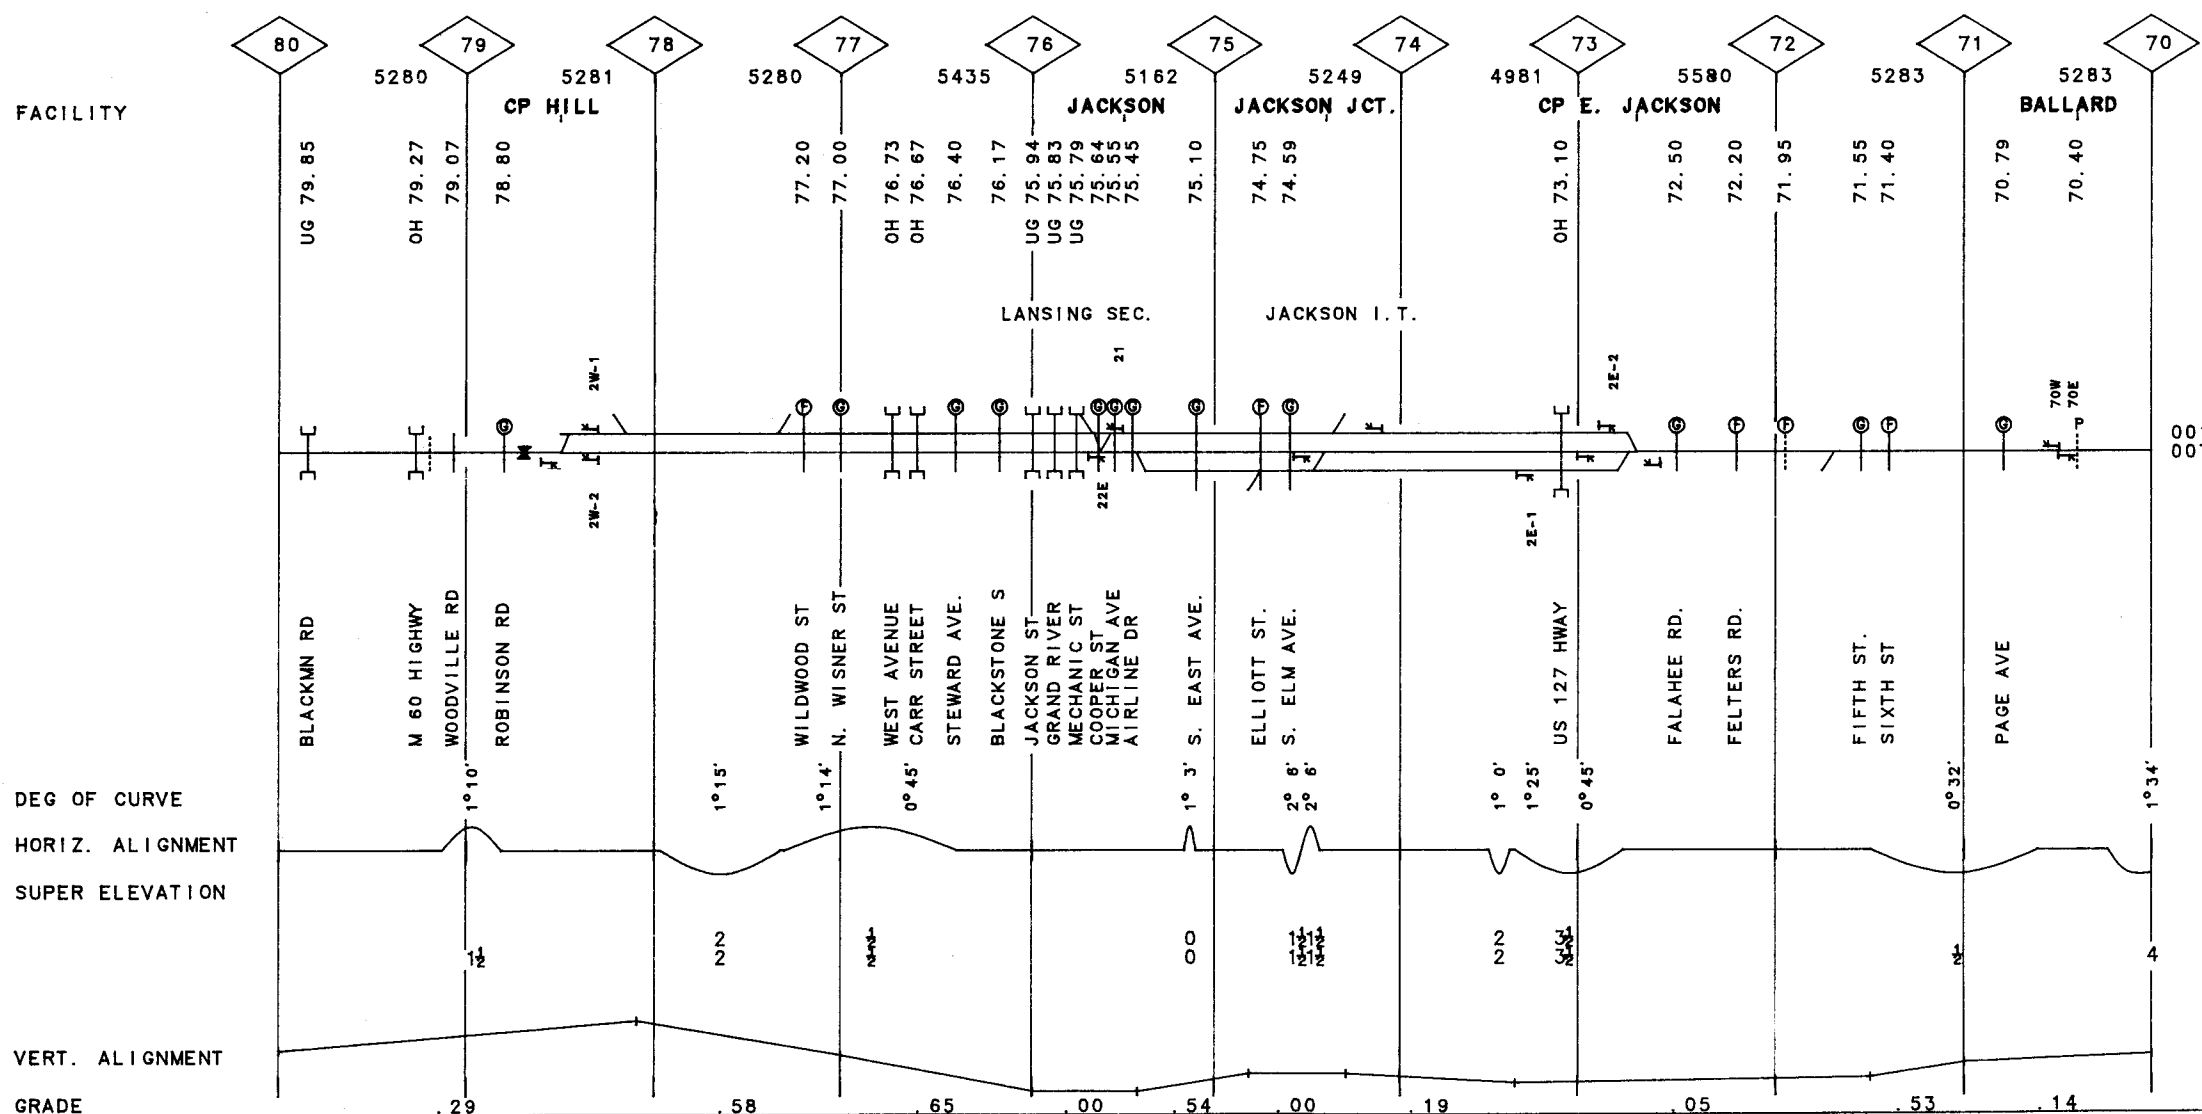 80 79 78 77 76 75 74 73 72 71 70
5280 5281 5280 5435 5162 5249 4981 5580 5283 5283
FACILITY CP HILL JACKSON JACKSON JCT. CP E. JACKSON BALLARD
UG 79.85
OH 79.27
79.07
78.80
77.20
77.00
OH 76.73
OH 76.67
76.40
76.17
UG 75.94
UG 75.83
UG 75.79
75.64
75.55
75.45
75.10
74.75
74.59
OH 73.10
72.50
72.20
71.95
71.55
71.40
70.79
70.40
LANSING SEC. JACKSON I.T.
2W-1
21
2E-2
70W
70E
G F G G G G G G G F G G F F G F G P
00
00
2W-2
22E
2E-1
BLACKMN RD
M 60 HIGHWY
WOODVILLE RD
ROBINSON RD
WILDWOOD ST
N. WISNER ST
WEST AVENUE
CARR STREET
STEWARD AVE.
BLACKSTONE S
JACKSON ST
GRAND RIVER
MECHANIC ST
COOPER ST
MICHIGAN AVE
AIRLINE DR
S. EAST AVE.
ELLIOTT ST.
S. ELM AVE.
US 127 HWAY
FALAHEE RD.
FELTERS RD.
FIFTH ST.
SIXTH ST
PAGE AVE
DEG OF CURVE 1°10' 1°15' 1°14' 0°45' 1° 3' 2° 6' 2° 6' 1° 0' 1°25' 0°45' 0°32' 1°34'
HORIZ. ALIGNMENT
SUPER ELEVATION
2 ½ 0 1½ 1½ 2 3½
1½ 2 ½ 0 1½ 1½ 2 3½ ½ 4
VERT. ALIGNMENT
GRADE .29 .58 .65 .00 .54 .00 .19 .05 .53 .14